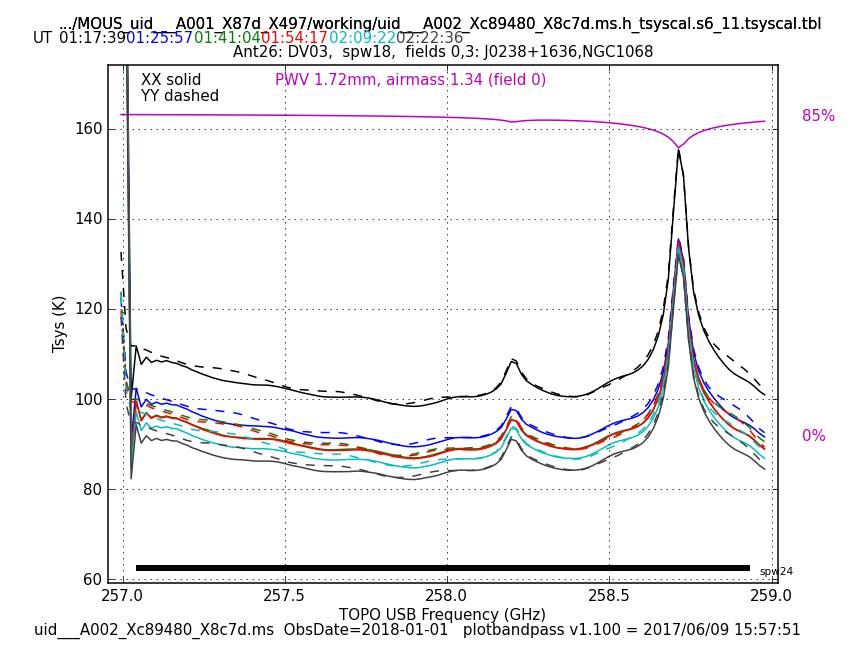 .../MOUS_uid___A001_X87d_X497/working/uid___A002_Xc89480_X8c7d.ms.h_tsyscal.s6_11.tsyscal.tbl
UT 01:17:39 01:25:57 01:41:04 01:54:17 02:09:22 02:22:36
Ant26: DV03, spw18, fields 0,3: J0238+1636,NGC1068
XX solid
YY dashed
PWV 1.72mm, airmass 1.34 (field 0)
85%
0%
Tsys (K)
160
140
120
100
80
60
spw24
257.0 257.5 258.0 258.5 259.0
TOPO USB Frequency (GHz)
uid___A002_Xc89480_X8c7d.ms ObsDate=2018-01-01 plotbandpass v1.100 = 2017/06/09 15:57:51